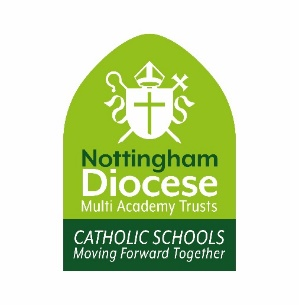 Nottingham
Diocese
Multi Academy Trusts
CATHOLIC SCHOOLS
Moving Forward Together